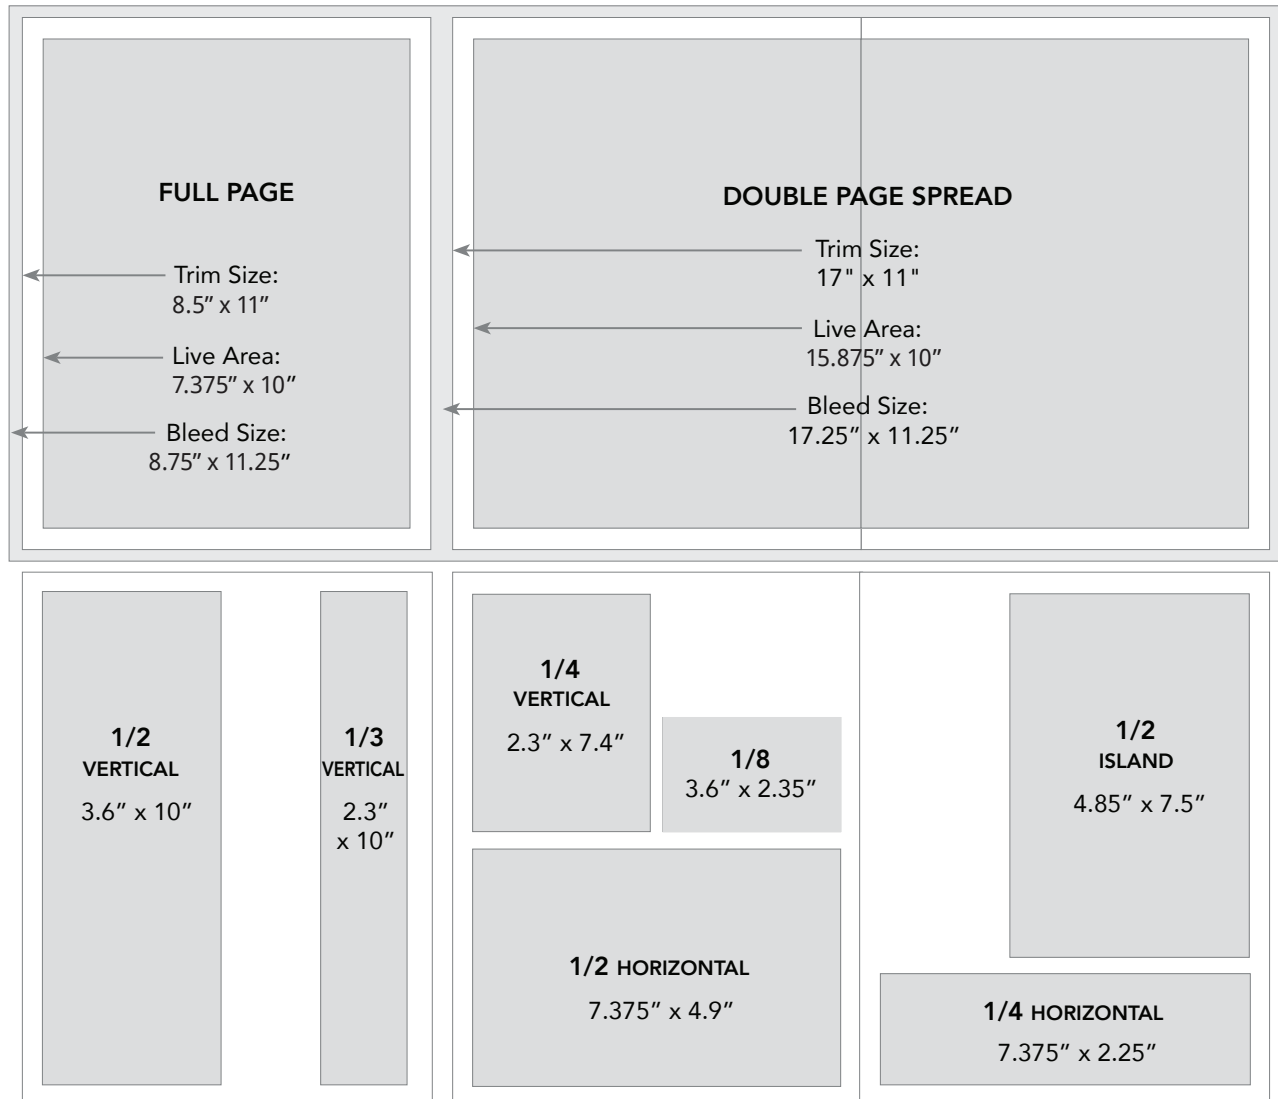 FULL PAGE
Trim Size:
8.5” x 11”
Live Area:
7.375” x 10”
Bleed Size:
8.75” x 11.25”
DOUBLE PAGE SPREAD
Trim Size:
17" x 11"
Live Area:
15.875” x 10”
Bleed Size:
17.25” x 11.25”
1/2
VERTICAL
3.6” x 10”
1/3
VERTICAL
2.3”
x 10”
1/4
VERTICAL
2.3” x 7.4”
1/8
3.6” x 2.35”
1/2 HORIZONTAL
7.375” x 4.9”
1/2
ISLAND
4.85” x 7.5”
1/4 HORIZONTAL
7.375” x 2.25”